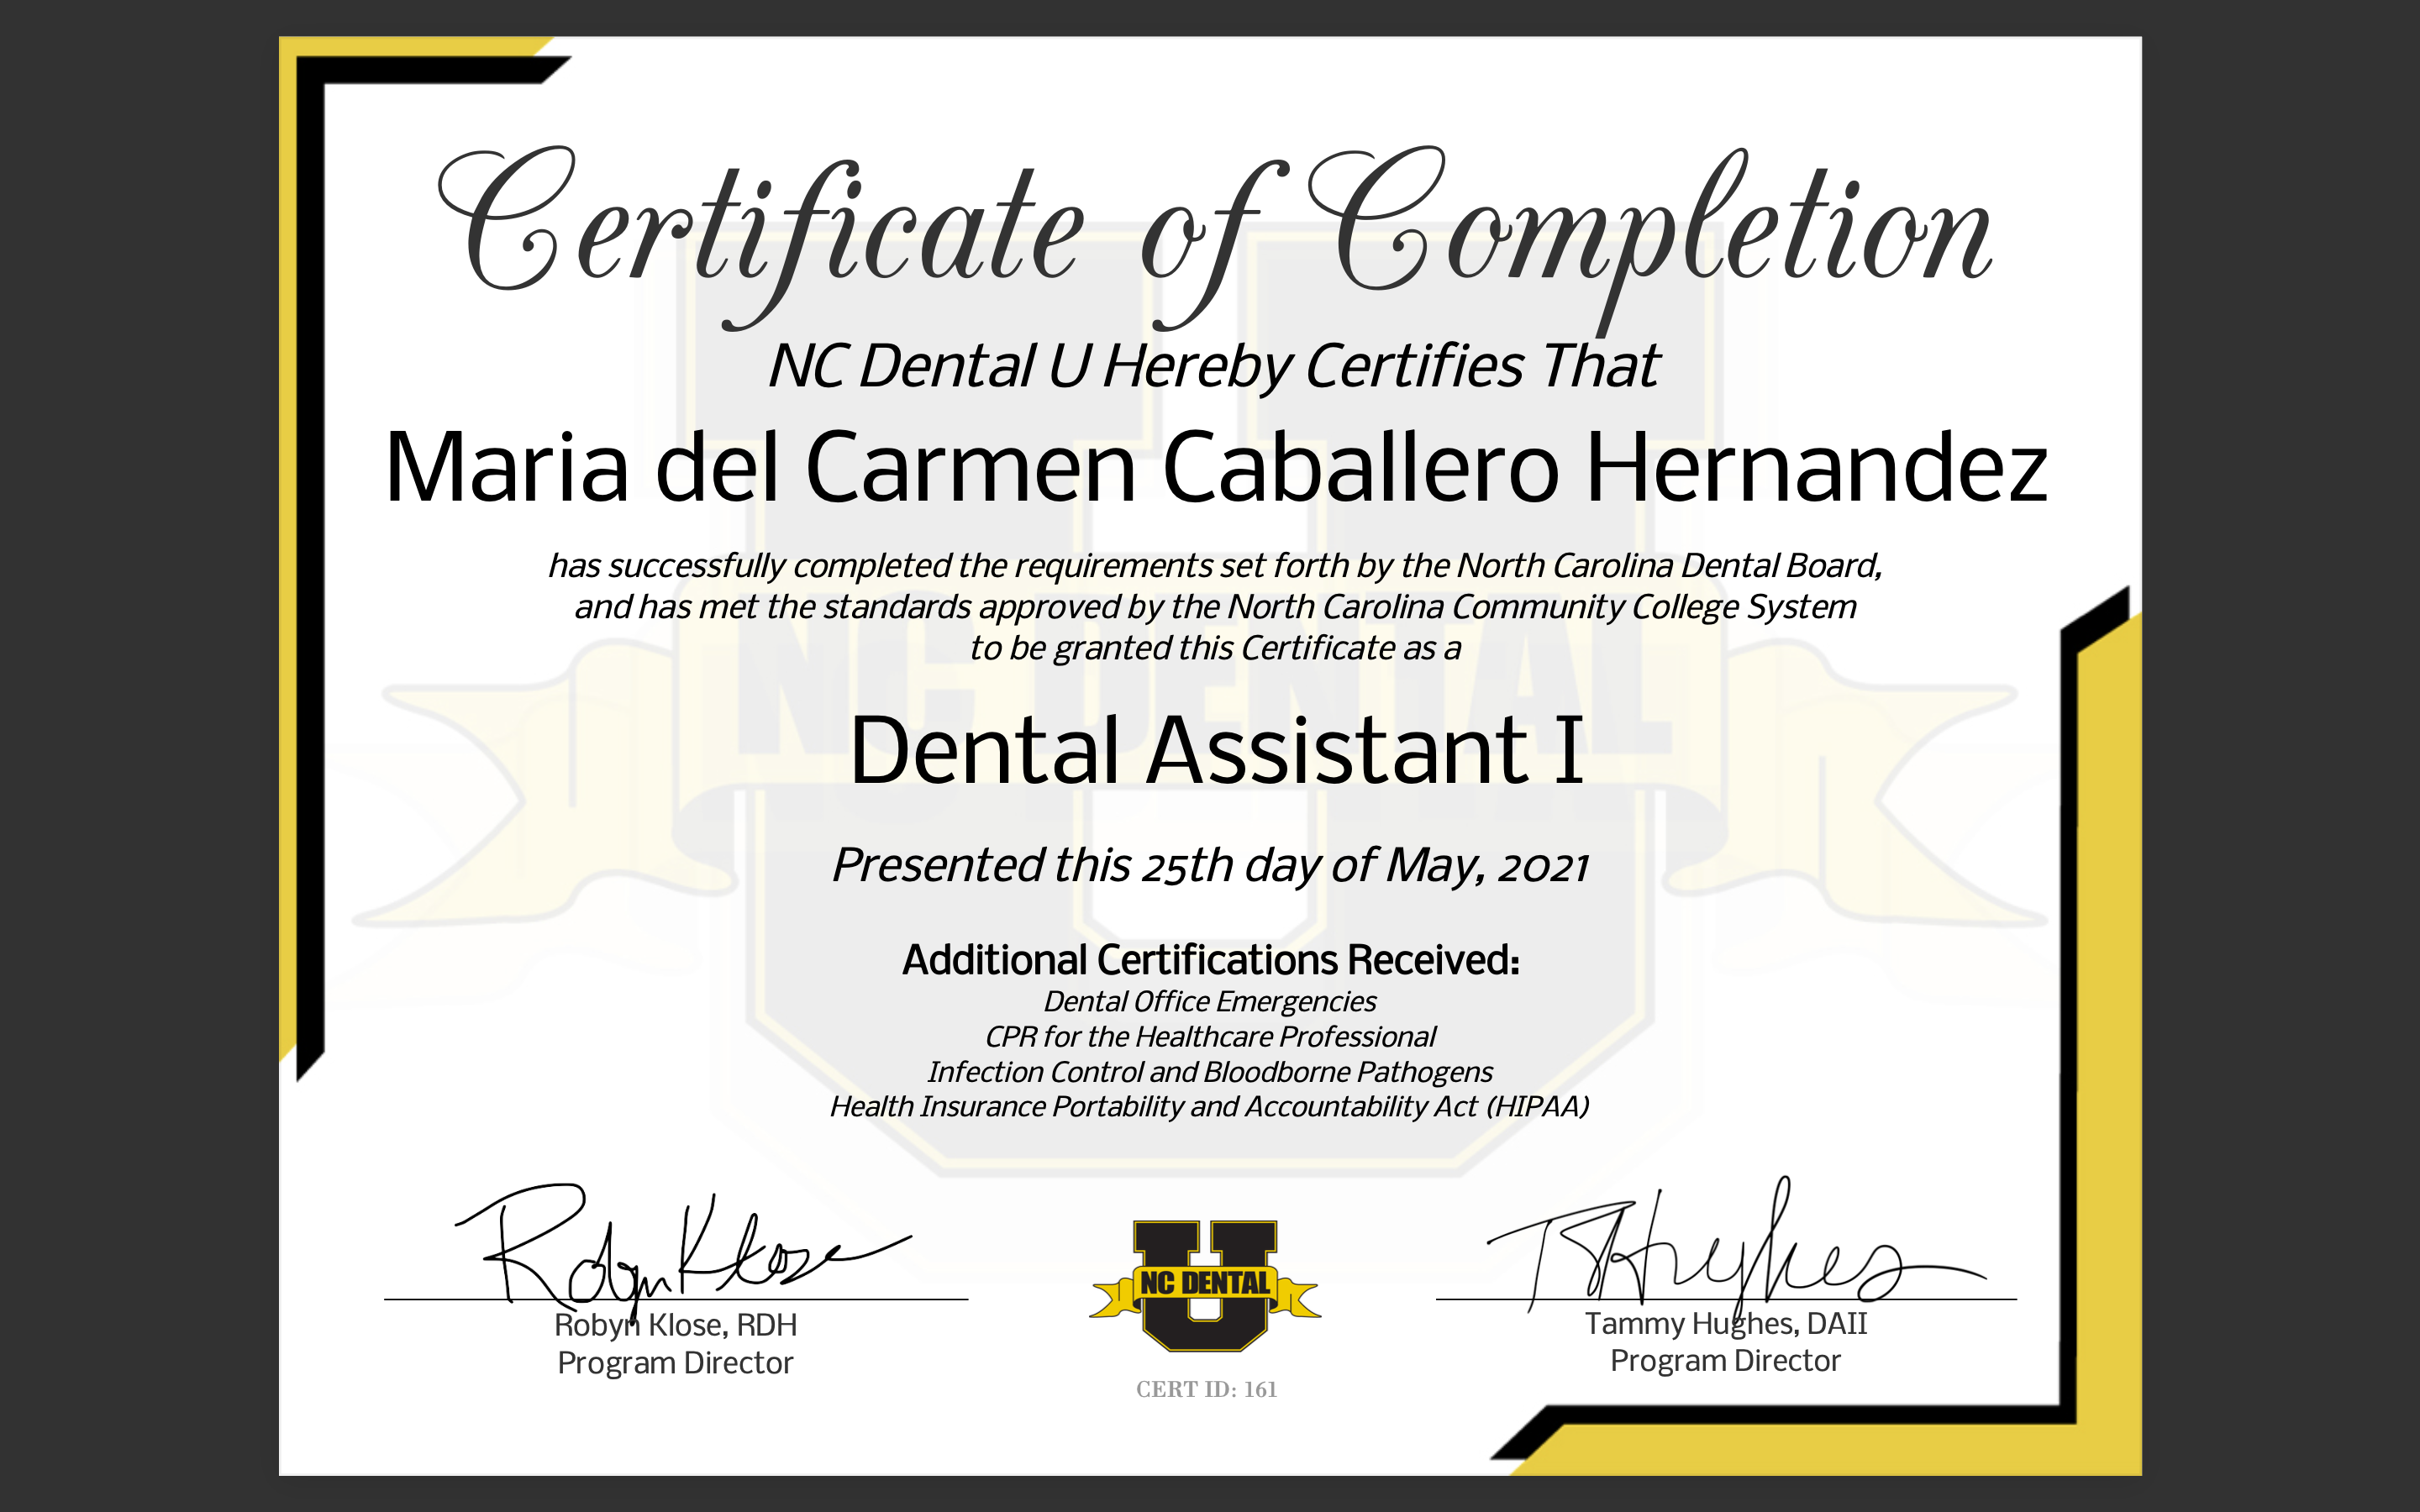 Certificate of Completion
NC Dental U Hereby Certifies That
Maria del Carmen Caballero Hernandez
has successfully completed the requirements set forth by the North Carolina Dental Board,
and has met the standards approved by the North Carolina Community College System
to be granted this Certificate as a
NC DENTAL
Dental Assistant I
Presented this 25th day of May, 2021
Additional Certifications Received:
Dental Office Emergencies
CPR for the Healthcare Professional
Infection Control and Bloodborne Pathogens
Health Insurance Portability and Accountability Act (HIPAA)
Robyn Klose
Robyn Klose, RDH
Program Director
U
NC DENTAL
CERT ID: 161
THughes
Tammy Hughes, DAII
Program Director